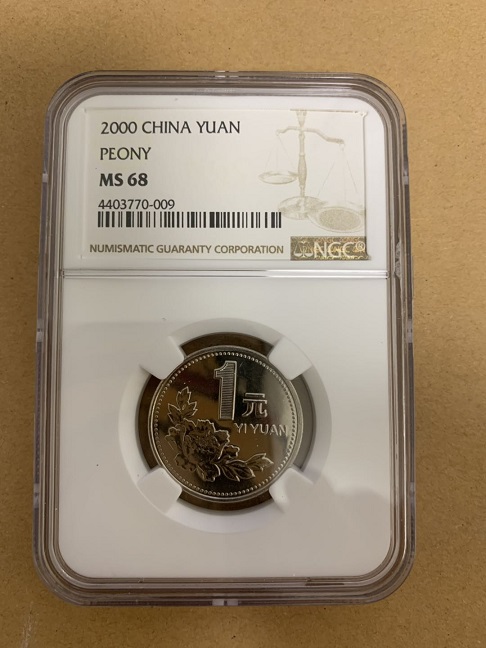 2000 CHINA YUAN
PEONY
MS 68
4403770-009
NUMISMATIC GUARANTY CORPORATION
NGC®
1元
YI YUAN